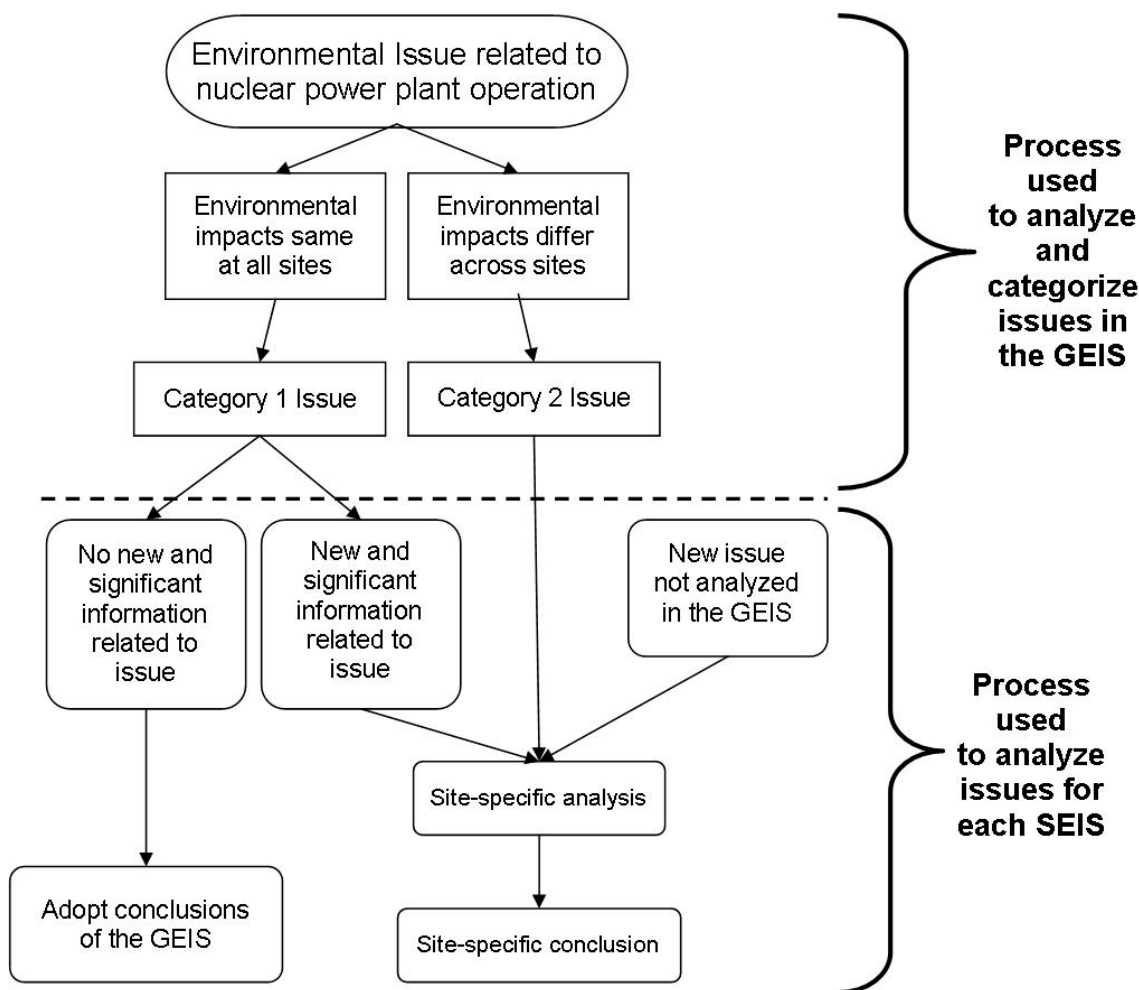 Environmental Issue related to
nuclear power plant operation
Environmental
impacts same
at all sites
Environmental
impacts differ
across sites
Category 1 Issue
Category 2 Issue
Process
used
to analyze
and
categorize
issues in
the GEIS
No new and
significant
information
related to
issue
New and
significant
information
related to
issue
New issue
not analyzed
in the GEIS
Site-specific analysis
Adopt conclusions
of the GEIS
Site-specific conclusion
Process
used
to analyze
issues for
each SEIS